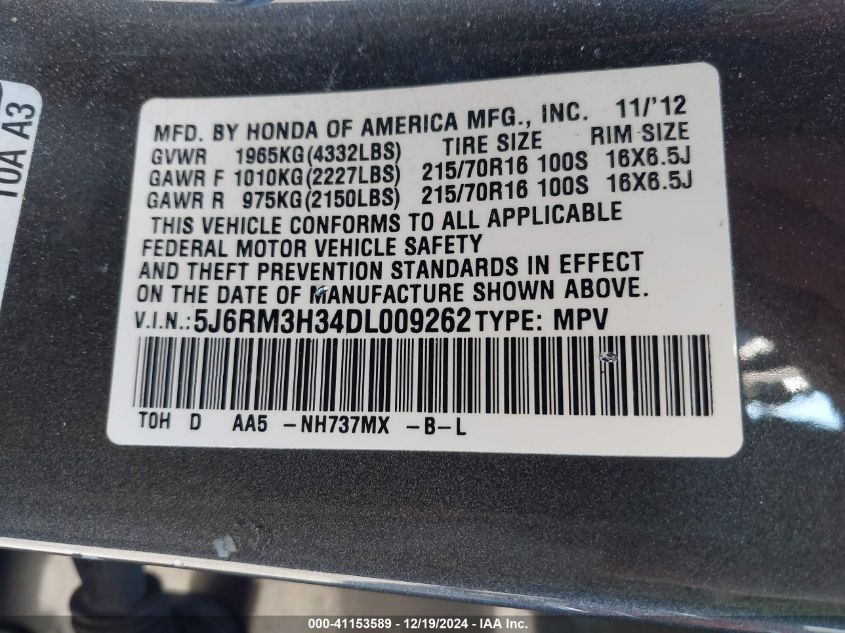 10A A3
MFD. BY HONDA OF AMERICA MFG., INC. 11/'12
GVWR 1965KG(4332LBS) TIRE SIZE RIM SIZE
GAWR F 1010KG(2227LBS) 215/70R16 100S 16X6.5J
GAWR R 975KG(2150LBS) 215/70R16 100S 16X6.5J
THIS VEHICLE CONFORMS TO ALL APPLICABLE
FEDERAL MOTOR VEHICLE SAFETY
AND THEFT PREVENTION STANDARDS IN EFFECT
ON THE DATE OF MANUFACTURE SHOWN ABOVE.
V.I.N.: 5J6RM3H34DL009262 TYPE: MPV
TOH D AA5 -NH737MX -B-L
000-41153589 - 12/19/2024 - IAA Inc.